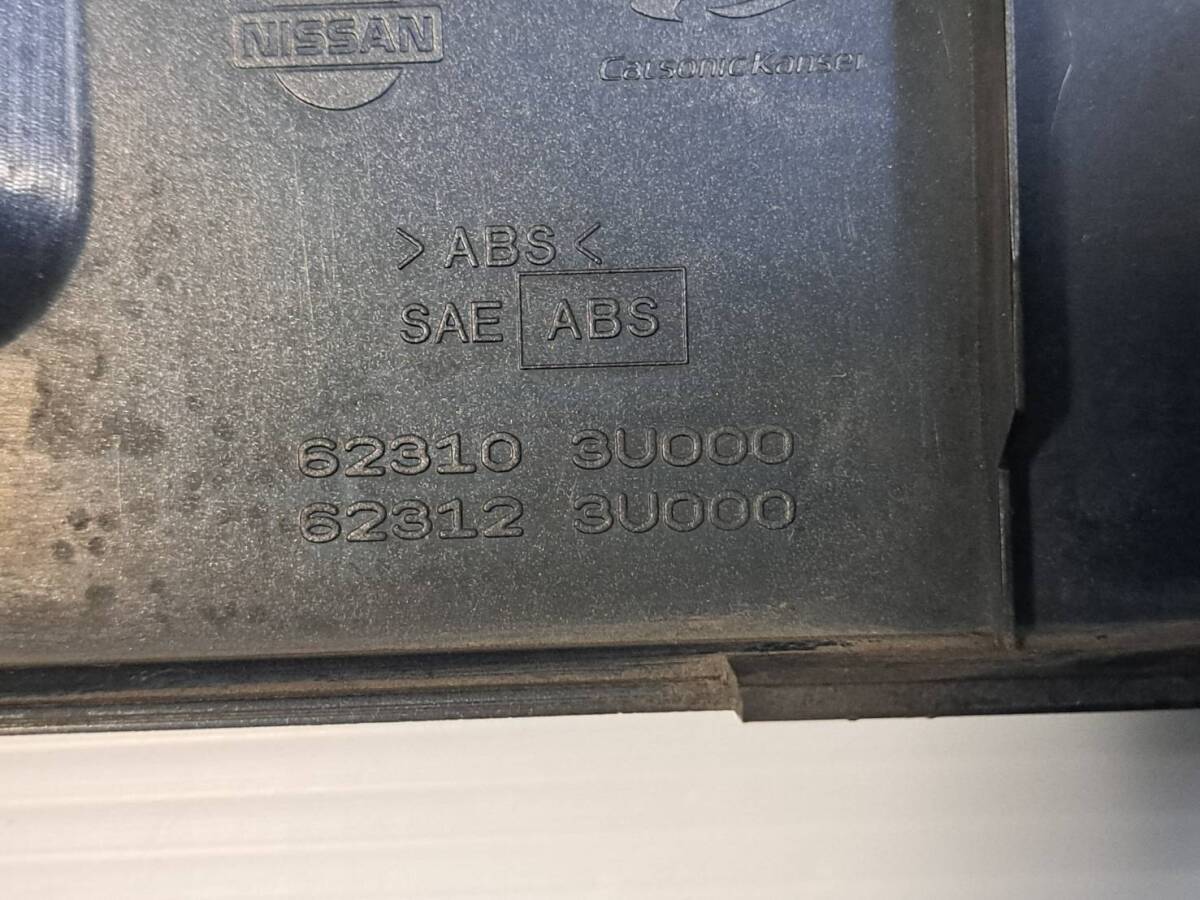 NISSAN
CalsonicKansei
>ABS<
SAE ABS
62310 3U000
62312 3U000